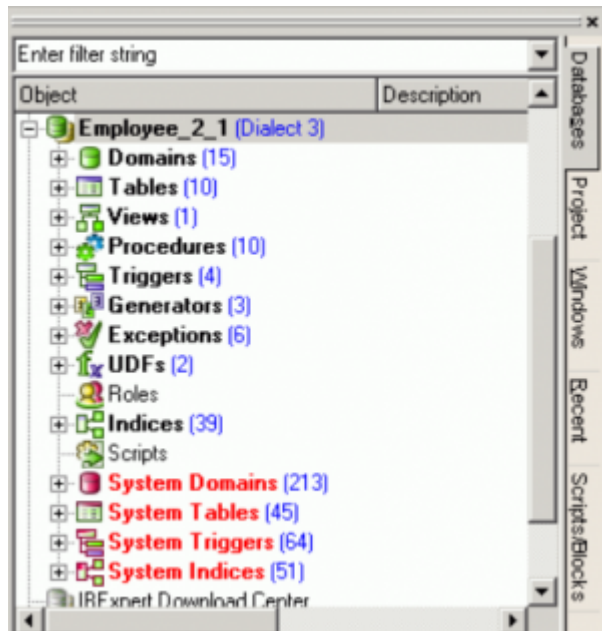 Enter filter string
Object Description
Employee_2_1 (Dialect 3)
Domains (15)
Tables (10)
Views (1)
Procedures (10)
Triggers (4)
Generators (3)
Exceptions (6)
UDFs (2)
Roles
Indices (39)
Scripts
System Domains (213)
System Tables (45)
System Triggers (64)
System Indices (51)
IBExpert Download Center
Databases
Project
Windows
Recent
Scripts/Blocks